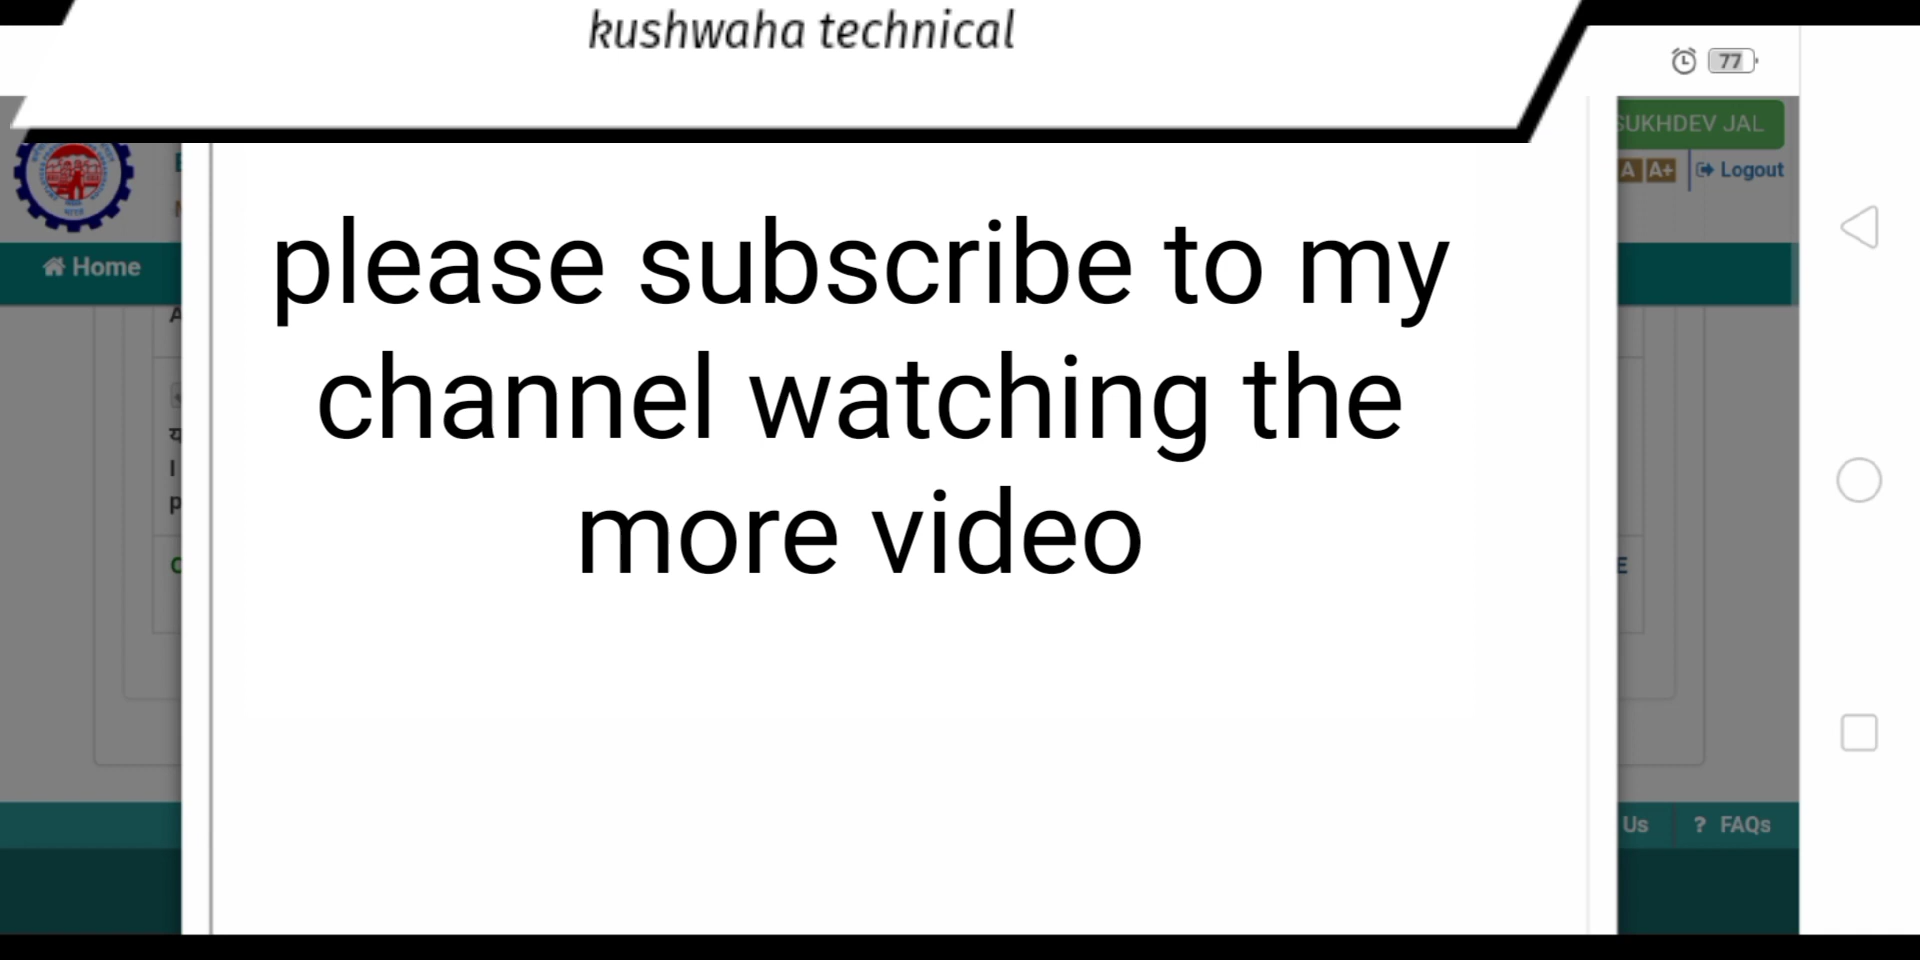 kushwaha technical
77
SUKHDEV JAL
A A+ Logout
Home
please subscribe to my
channel watching the
more video
Us ? FAQs